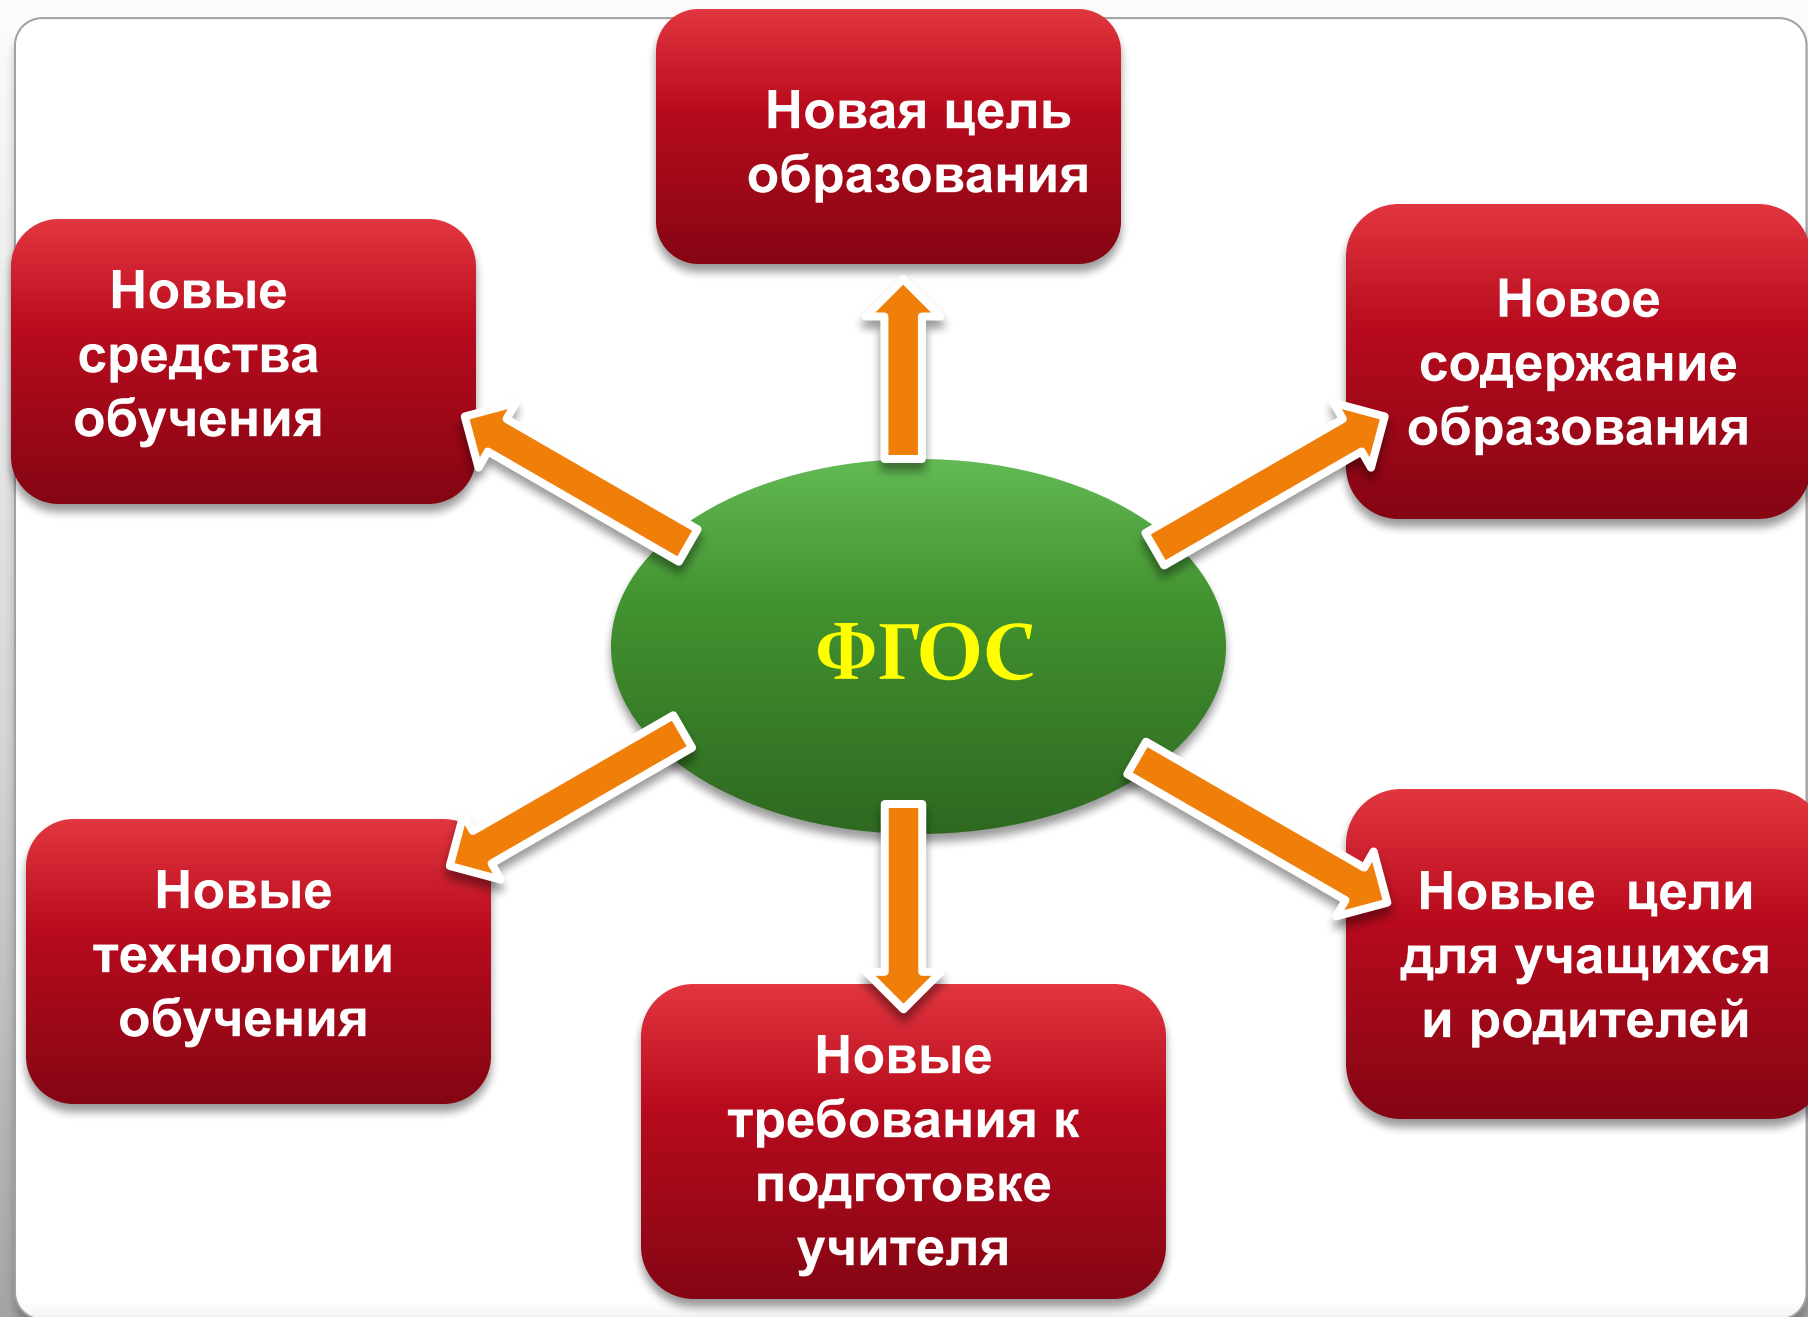 Новая цель
образования
Новые
средства
обучения
Новое
содержание
образования
ФГОС
Новые
технологии
обучения
Новые  цели
для учащихся
и родителей
Новые
требования к
подготовке
учителя